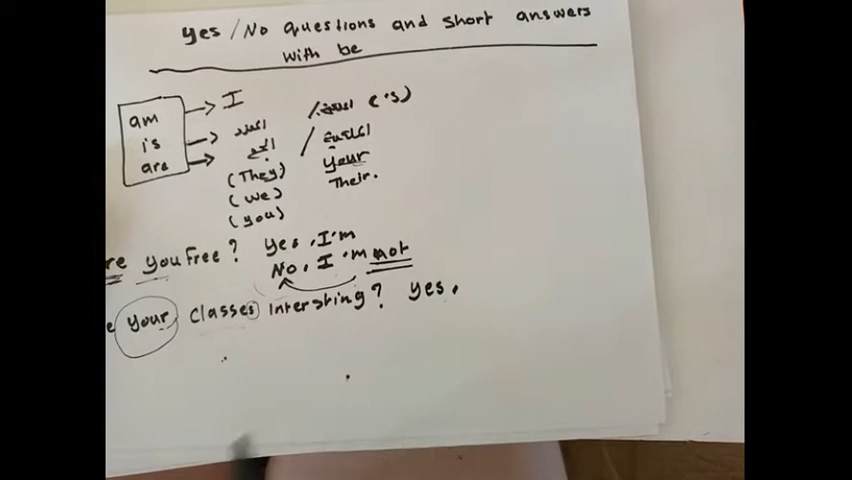 yes / No questions and short answers
with be
am → I
is →
are →
('s)
(They)
(we)
(you)
your
Their.
re you Free? yes, I'm
No, I'm not
e your classes intersting? yes,